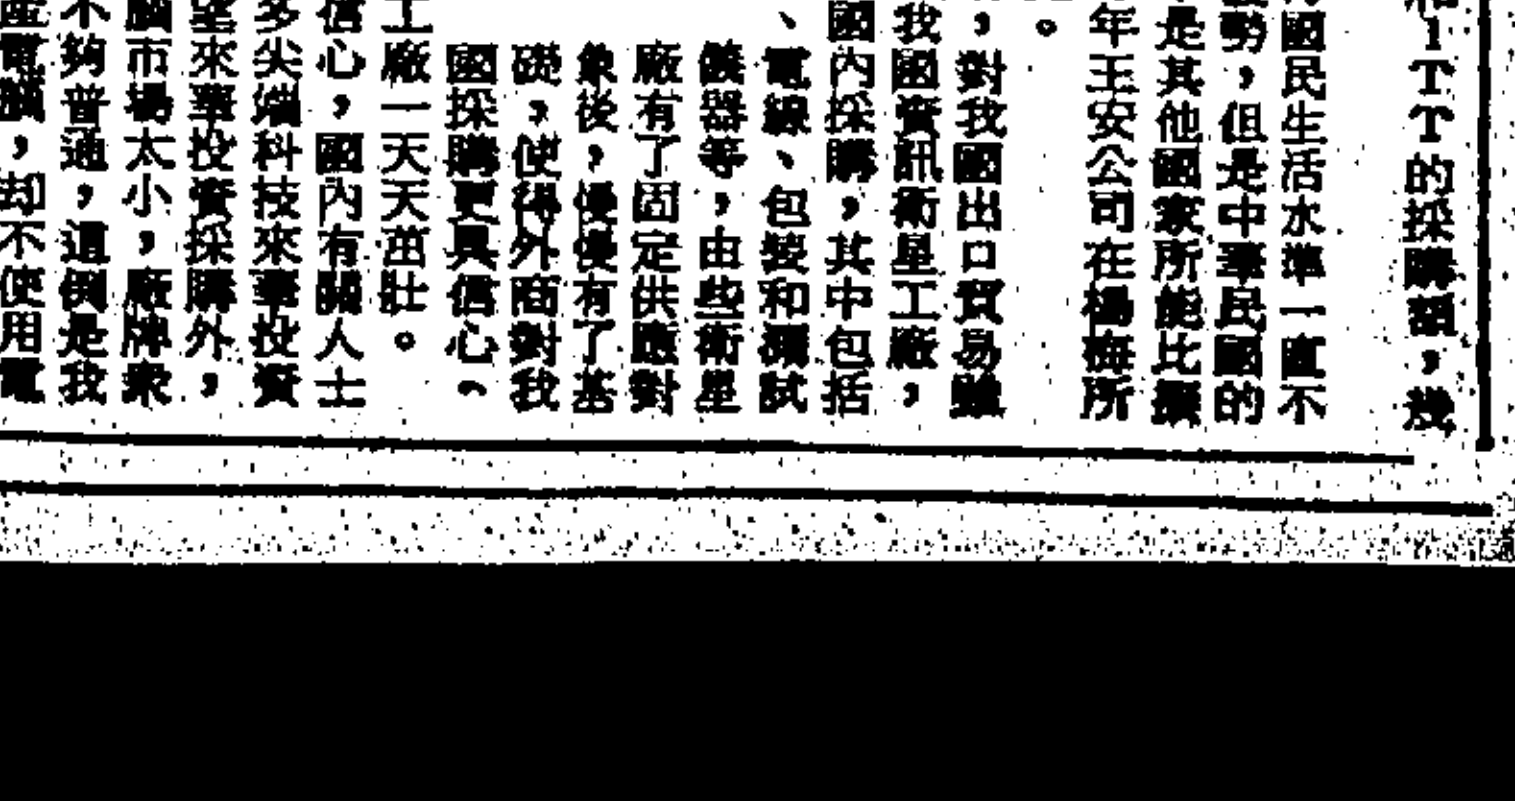 ITT的採購額，幾
國民生活水準一直不
勢，但是中華民國的
是其他國家所能比擬
年王安公司在楊梅所
。
，對我國出口貿易雖
我國資訊衛星工廠，
國內採購，其中包括
、電線、包裝和測試
儀器等，由些衛星
廠有了固定供應對
象後，慢慢有了基
礎，使得外商對我
國採購更具信心。
工廠一天天茁壯。
信心，國內有關人士
多尖端科技來華投資
望來華投資採購外，
腦市場太小，廠牌衆
不夠普通，這倒是我
產電腦，却不使用電